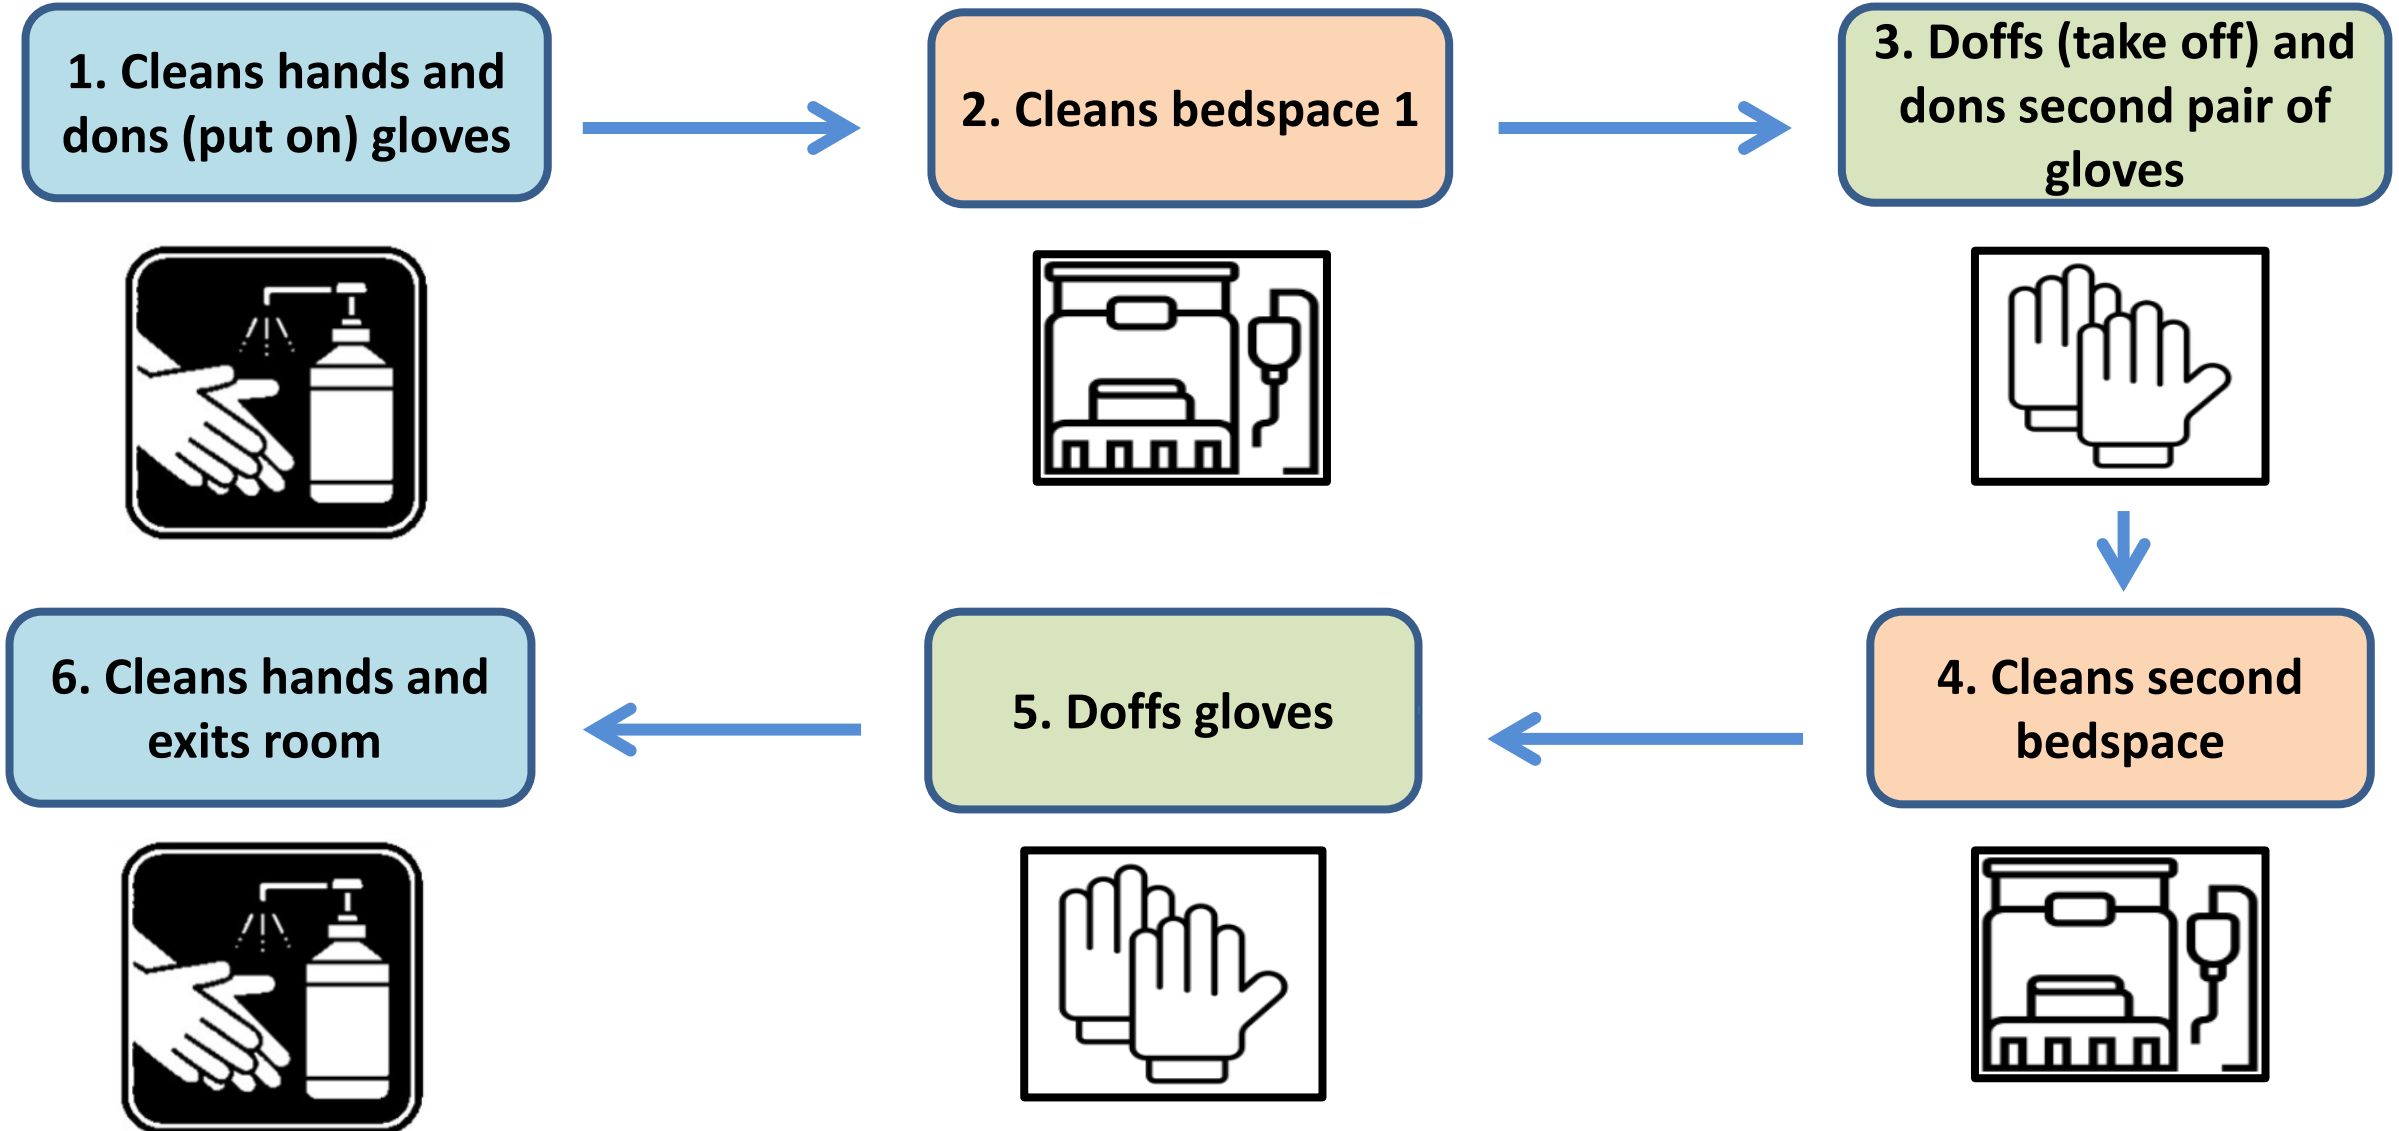 1. Cleans hands and
dons (put on) gloves
2. Cleans bedspace 1
3. Doffs (take off) and
dons second pair of
gloves
4. Cleans second
bedspace
5. Doffs gloves
6. Cleans hands and
exits room